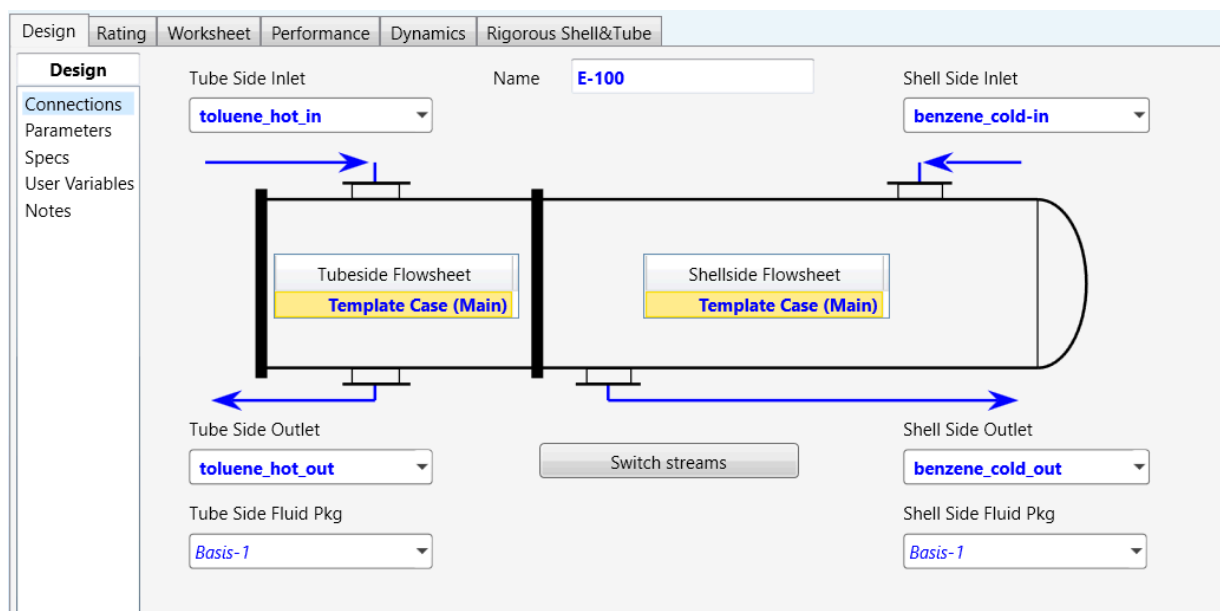 Design Rating Worksheet Performance Dynamics Rigorous Shell&Tube
Design
Connections
Parameters
Specs
User Variables
Notes
Tube Side Inlet
toluene_hot_in
Name E-100
Shell Side Inlet
benzene_cold-in
Tubeside Flowsheet
Template Case (Main)
Shellside Flowsheet
Template Case (Main)
Tube Side Outlet
toluene_hot_out
Switch streams
Shell Side Outlet
benzene_cold_out
Tube Side Fluid Pkg
Basis-1
Shell Side Fluid Pkg
Basis-1